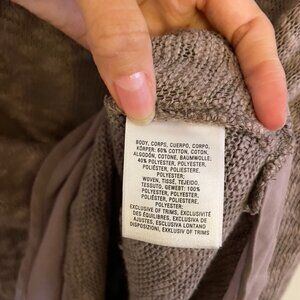 BODY, CORPS, CUERPO, CORPO,
KÖRPER: 60% COTTON, COTON,
ALGODÓN, COTONE, BAUMWOLLE;
40% POLYESTER, POLYESTER,
POLIÉSTER, POLIESTERE,
POLYESTER;
WOVEN, TISSÉ, TEJIDO,
TESSUTO, GEWEBT: 100%
POLYESTER, POLYESTER,
POLIÉSTER, POLIESTERE,
POLYESTER;
EXCLUSIVE OF TRIMS, EXCLUSIVITÉ
DES ÉQUILIBRES, EXCLUSIVA DE
AJUSTES, ESCLUSIVA LONTANO
DISPOSIZIONI, EXCLUSIV OF TRIMS